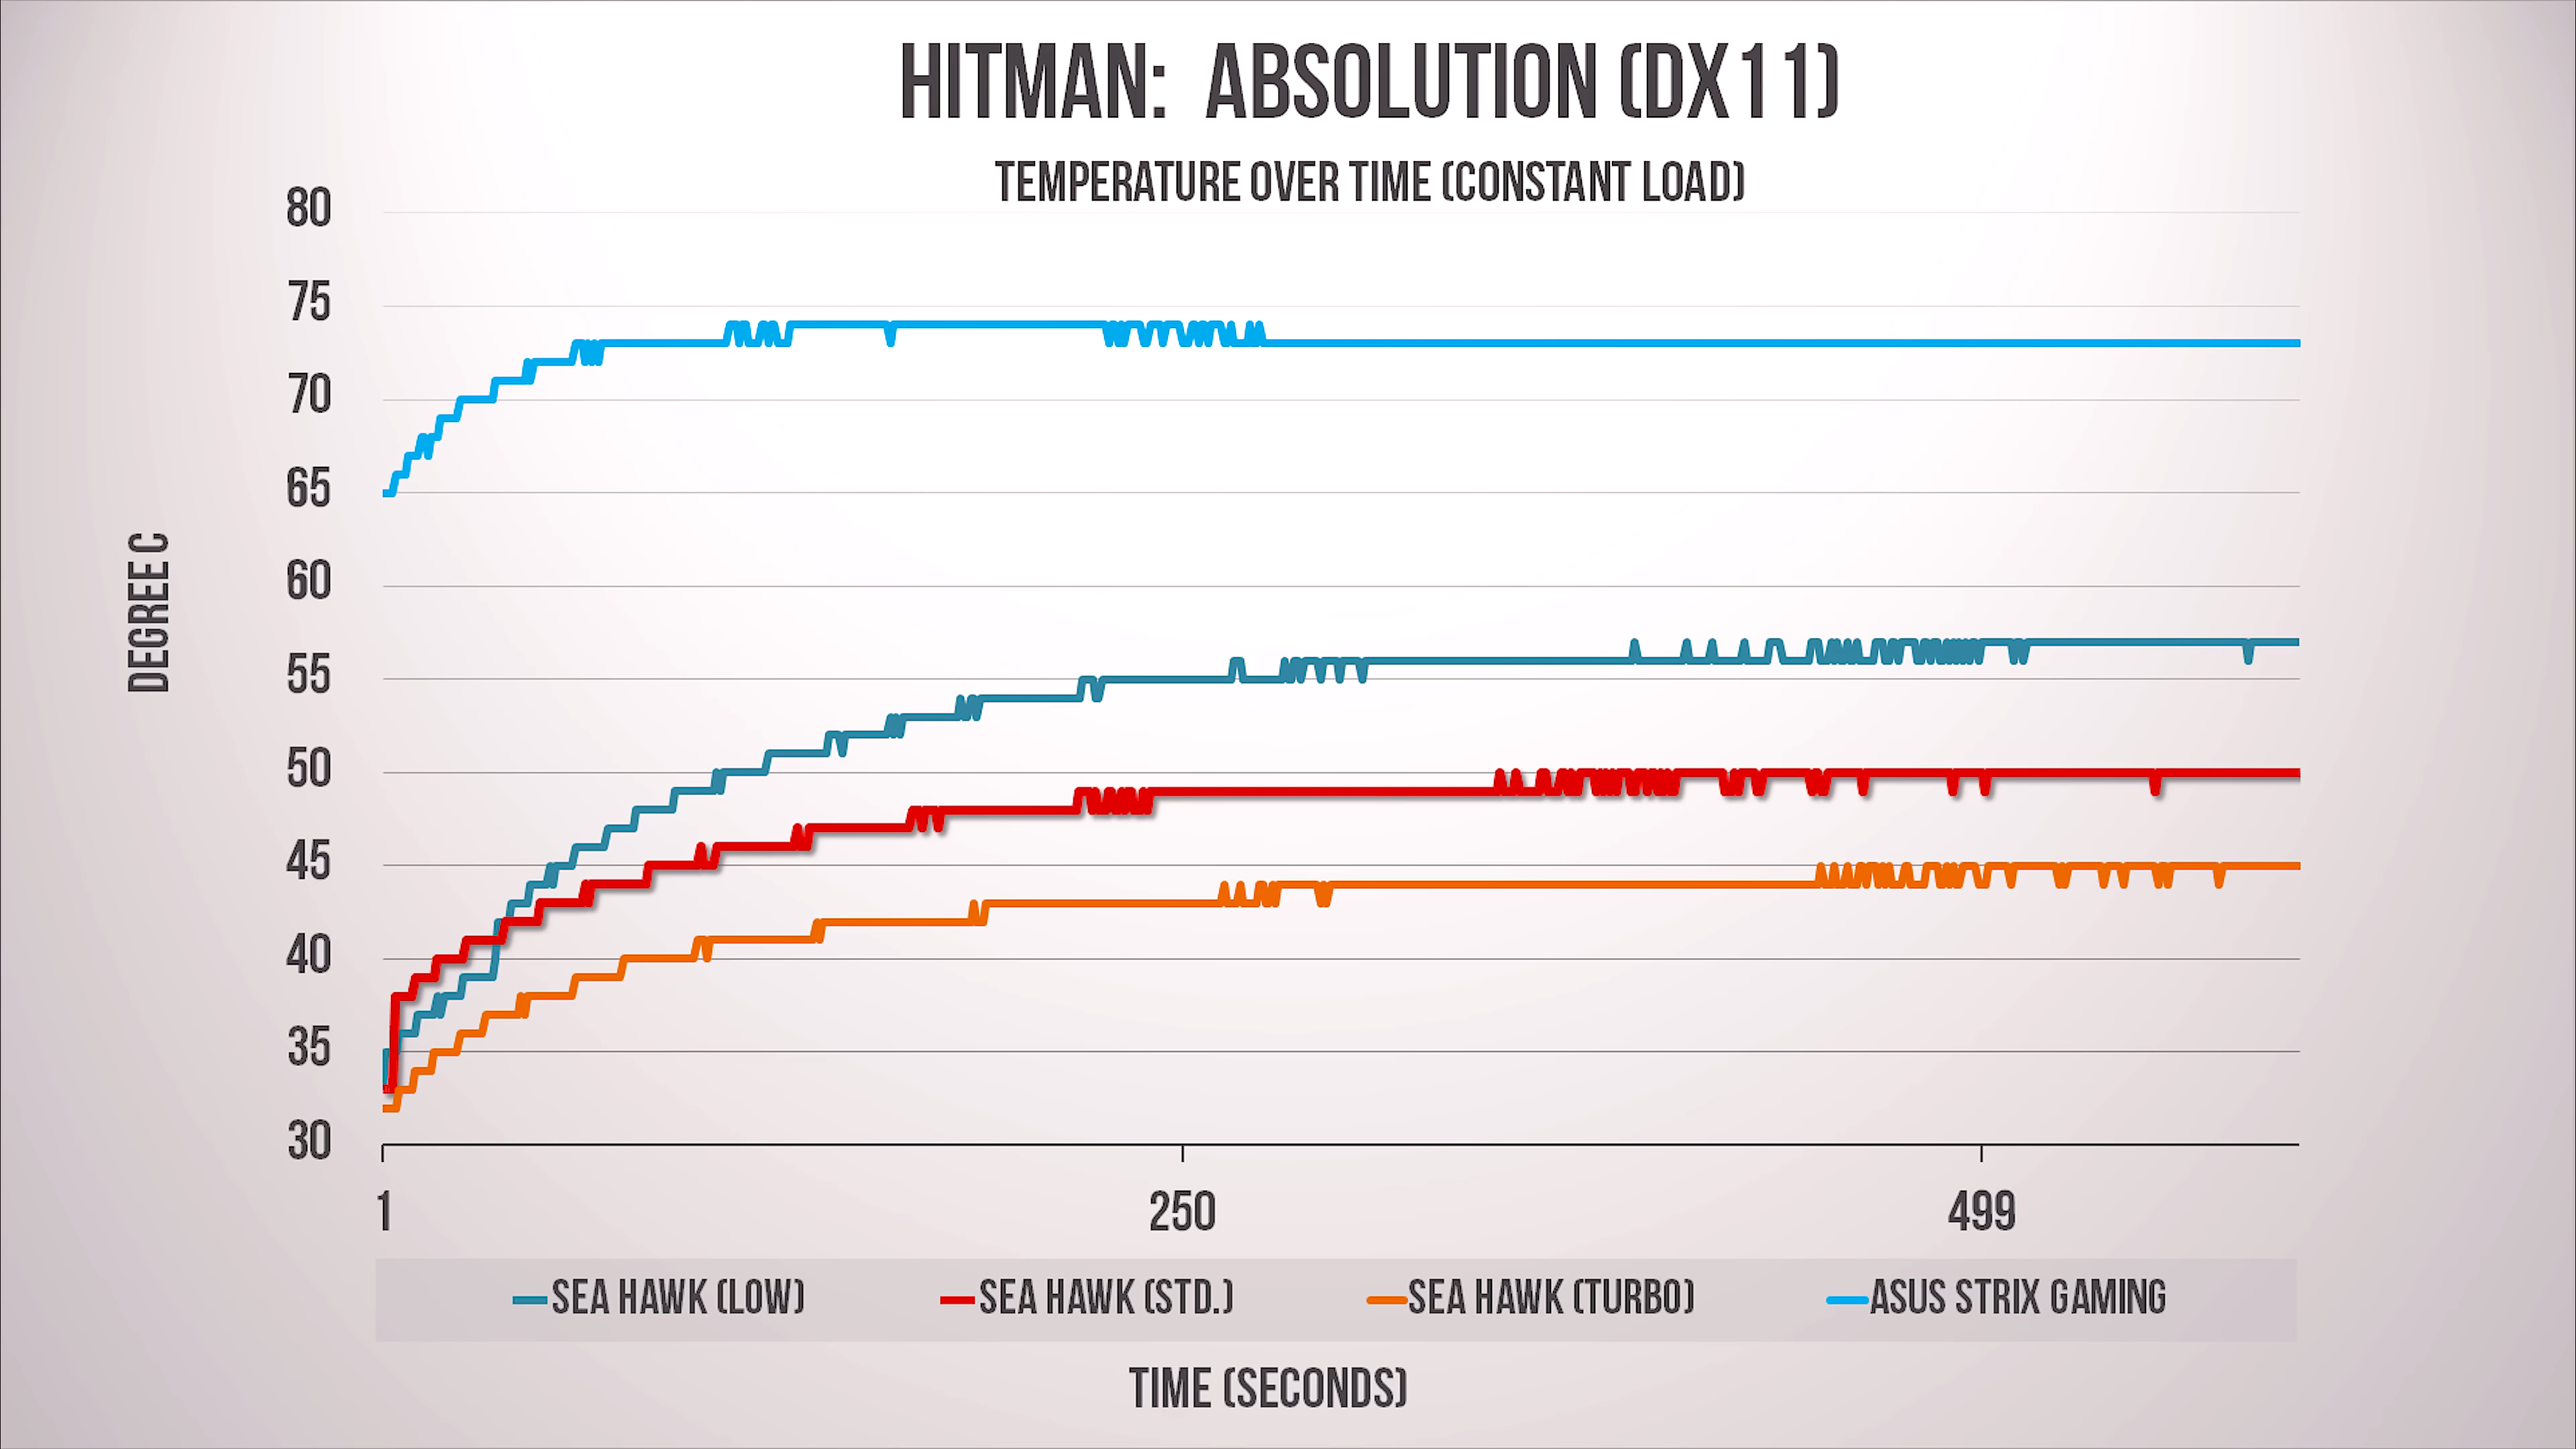 HITMAN: ABSOLUTION (DX11)
TEMPERATURE OVER TIME (CONSTANT LOAD)
80
75
70
65
60
55
50
45
40
35
30
DEGREE C
1 250 499
SEA HAWK (LOW) SEA HAWK (STD.) SEA HAWK (TURBO) ASUS STRIX GAMING
TIME (SECONDS)